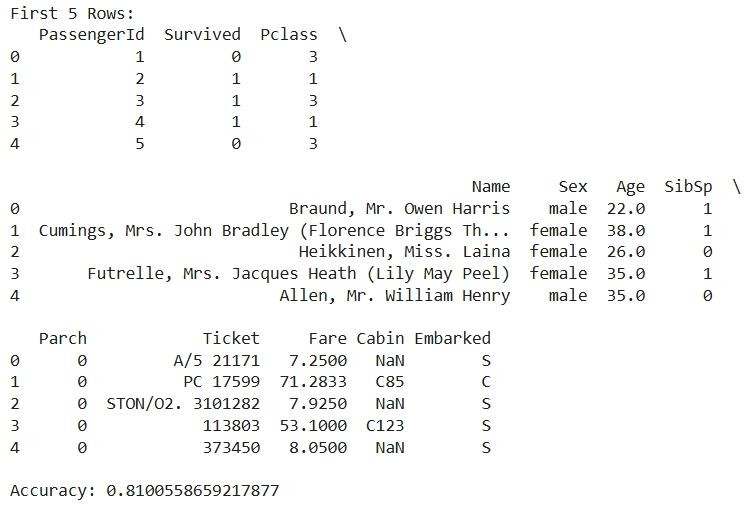 First 5 Rows:
   PassengerId  Survived  Pclass  \
0            1         0       3
1            2         1       1
2            3         1       3
3            4         1       1
4            5         0       3

                                                Name     Sex   Age  SibSp  \
0                            Braund, Mr. Owen Harris    male  22.0      1
1  Cumings, Mrs. John Bradley (Florence Briggs Th...  female  38.0      1
2                             Heikkinen, Miss. Laina  female  26.0      0
3       Futrelle, Mrs. Jacques Heath (Lily May Peel)  female  35.0      1
4                           Allen, Mr. William Henry    male  35.0      0

   Parch            Ticket     Fare Cabin Embarked
0      0         A/5 21171   7.2500   NaN        S
1      0          PC 17599  71.2833   C85        C
2      0  STON/O2. 3101282   7.9250   NaN        S
3      0            113803  53.1000  C123        S
4      0            373450   8.0500   NaN        S

Accuracy: 0.8100558659217877